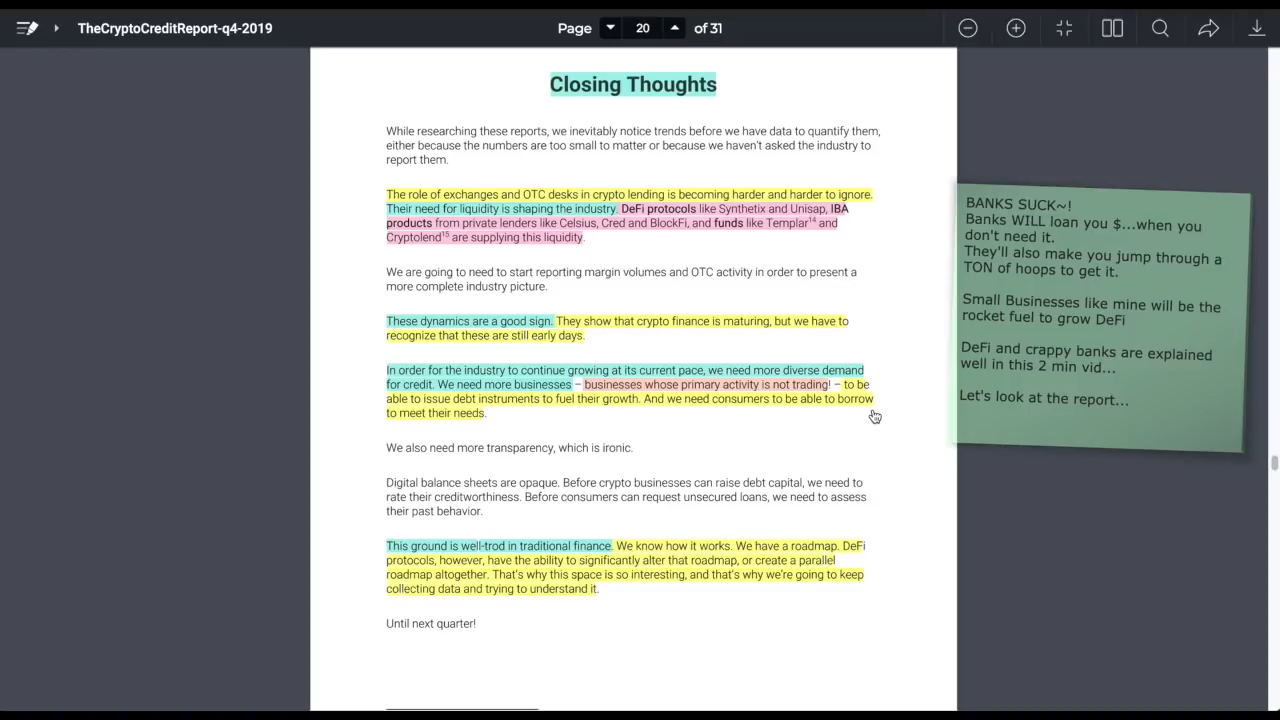 TheCryptoCreditReport-q4-2019
Page 20 of 31
Closing Thoughts
While researching these reports, we inevitably notice trends before we have data to quantify them,
either because the numbers are too small to matter or because we haven't asked the industry to
report them.
The role of exchanges and OTC desks in crypto lending is becoming harder and harder to ignore.
Their need for liquidity is shaping the industry. DeFi protocols like Synthetix and Unisap, IBA
products from private lenders like Celsius, Cred and BlockFi, and funds like Templar14 and
Cryptolend15 are supplying this liquidity.
We are going to need to start reporting margin volumes and OTC activity in order to present a
more complete industry picture.
These dynamics are a good sign. They show that crypto finance is maturing, but we have to
recognize that these are still early days.
In order for the industry to continue growing at its current pace, we need more diverse demand
for credit. We need more businesses – businesses whose primary activity is not trading! – to be
able to issue debt instruments to fuel their growth. And we need consumers to be able to borrow
to meet their needs.
We also need more transparency, which is ironic.
Digital balance sheets are opaque. Before crypto businesses can raise debt capital, we need to
rate their creditworthiness. Before consumers can request unsecured loans, we need to assess
their past behavior.
This ground is well-trod in traditional finance. We know how it works. We have a roadmap. DeFi
protocols, however, have the ability to significantly alter that roadmap, or create a parallel
roadmap altogether. That's why this space is so interesting, and that's why we're going to keep
collecting data and trying to understand it.
Until next quarter!
BANKS SUCK~!
Banks WILL loan you $...when you
don't need it.
They'll also make you jump through a
TON of hoops to get it.
Small Businesses like mine will be the
rocket fuel to grow DeFi
DeFi and crappy banks are explained
well in this 2 min vid...
Let's look at the report...